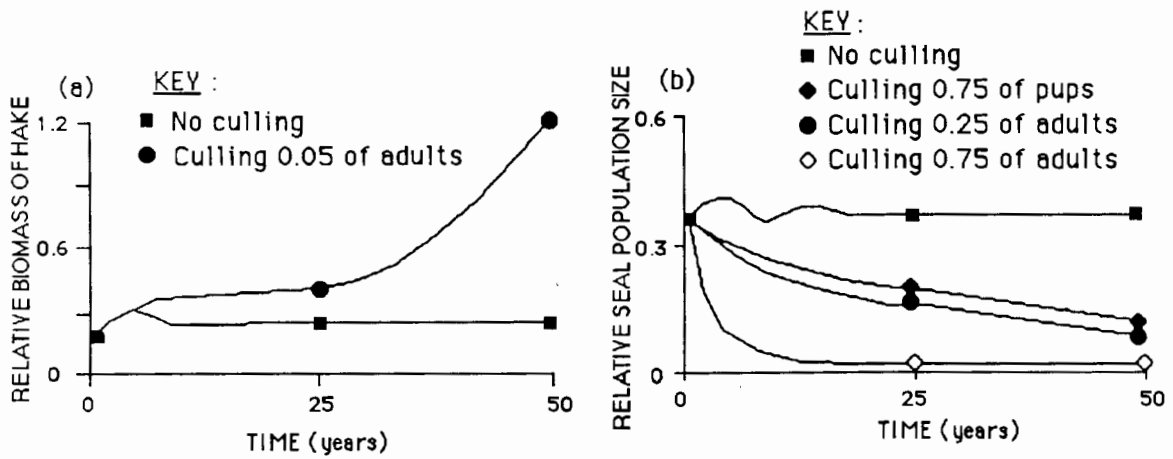 (a)
KEY :
No culling
Culling 0.05 of adults
RELATIVE BIOMASS OF HAKE
1.2
0.6
0
0
25
50
TIME (years)
(b)
KEY :
No culling
Culling 0.75 of pups
Culling 0.25 of adults
Culling 0.75 of adults
RELATIVE SEAL POPULATION SIZE
0.6
0.3
0
0
25
50
TIME (years)